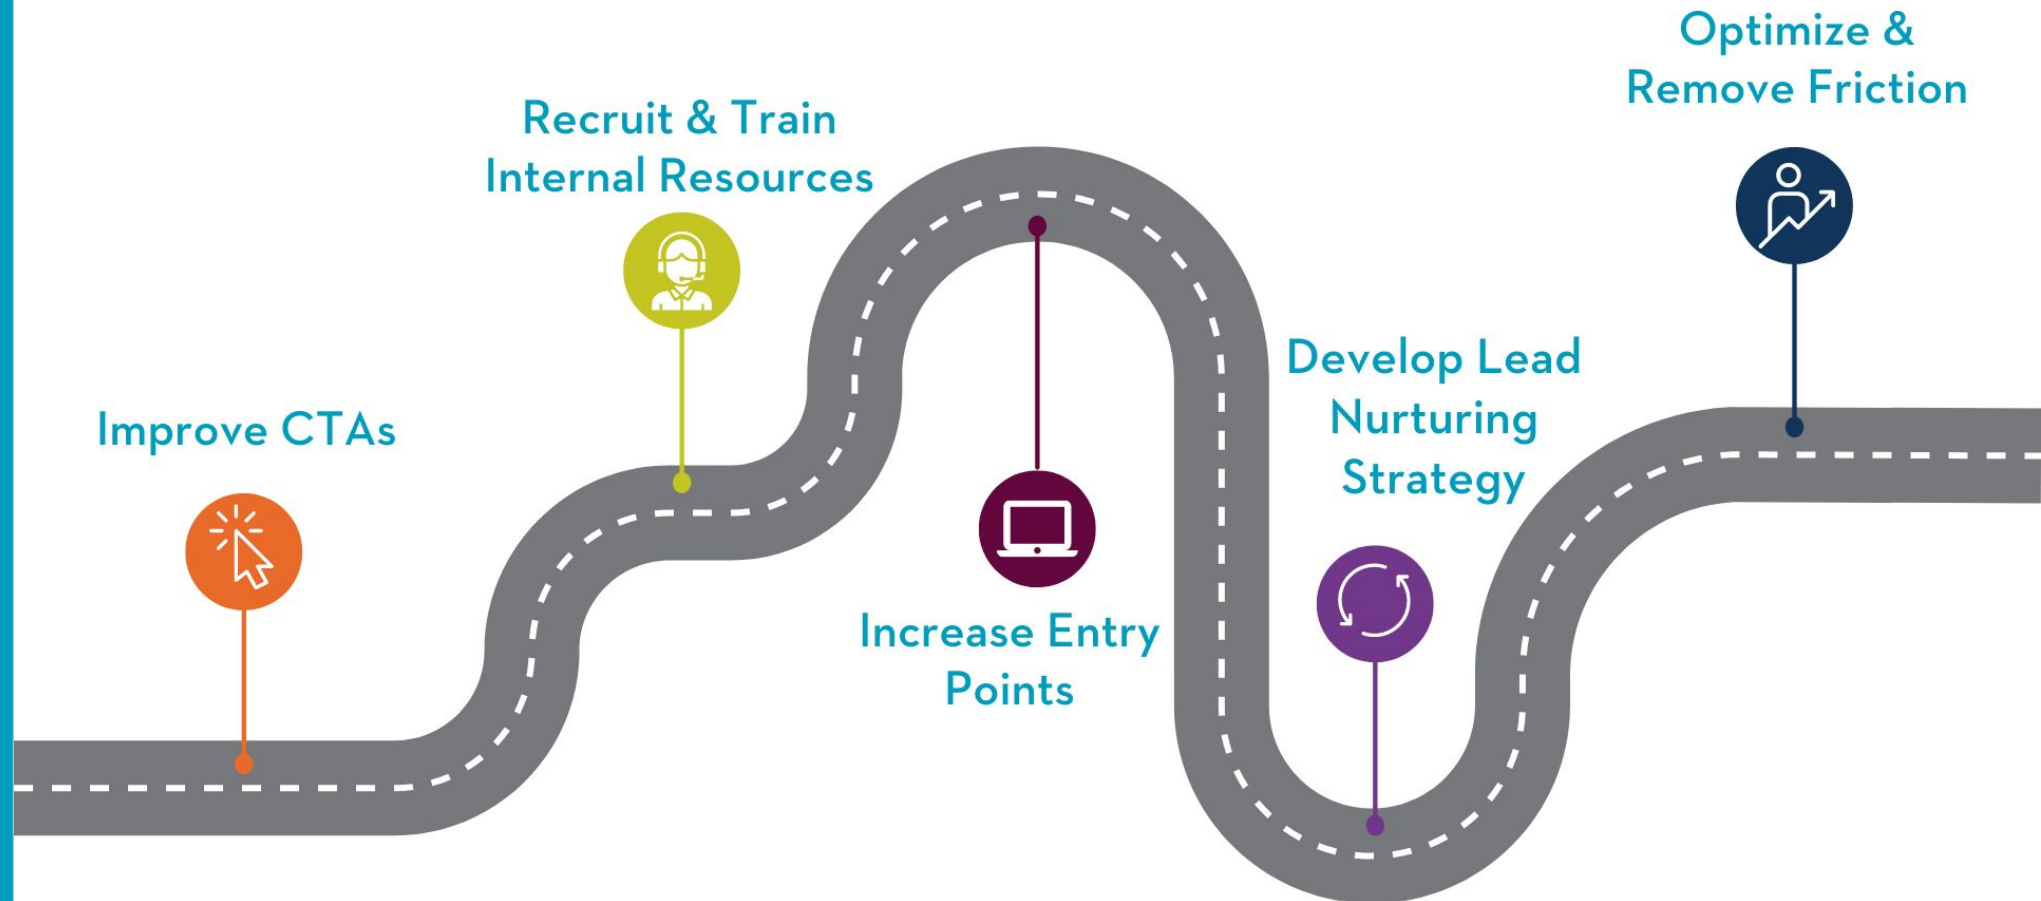 Improve CTAs
Recruit & Train
Internal Resources
Increase Entry
Points
Develop Lead
Nurturing
Strategy
Optimize &
Remove Friction